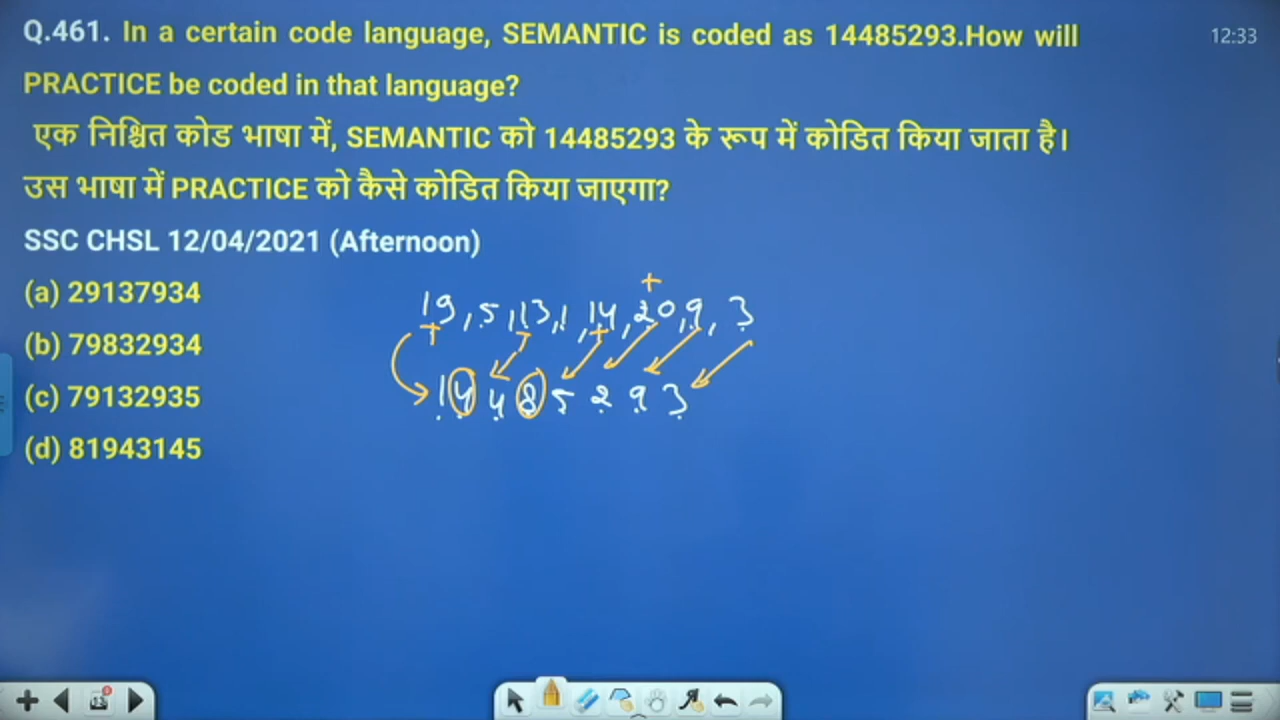 Q.461. In a certain code language, SEMANTIC is coded as 14485293.How will
12:33
PRACTICE be coded in that language?
एक निश्चित कोड भाषा में, SEMANTIC को 14485293 के रूप में कोडित किया जाता है।
उस भाषा में PRACTICE को कैसे कोडित किया जाएगा?
SSC CHSL 12/04/2021 (Afternoon)
(a) 29137934
(b) 79832934
(c) 79132935
(d) 81943145
+
19,5,13,1,14,20,9,3
+ + +
1 4 4 8 5 2 9 3